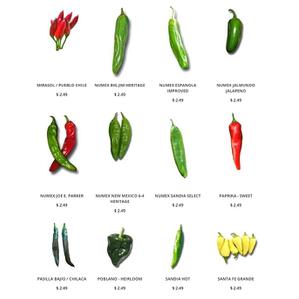 MIRASOL / PUEBLO CHILE
$ 2.49
NUMEX BIG JIM HERITAGE
$ 2.49
NUMEX ESPANOLA
IMPROVED
$ 2.49
NUMEX JALMUNDO
JALAPENO
$ 2.49
NUMEX JOE E. PARKER
$ 2.49
NUMEX NEW MEXICO 6-4
HERITAGE
$ 2.49
NUMEX SANDIA SELECT
$ 2.49
PAPRIKA - SWEET
$ 2.49
PADILLA BAJIO / CHILACA
$ 2.49
POBLANO - HEIRLOOM
$ 2.49
SANDIA HOT
$ 2.49
SANTA FE GRANDE
$ 2.49